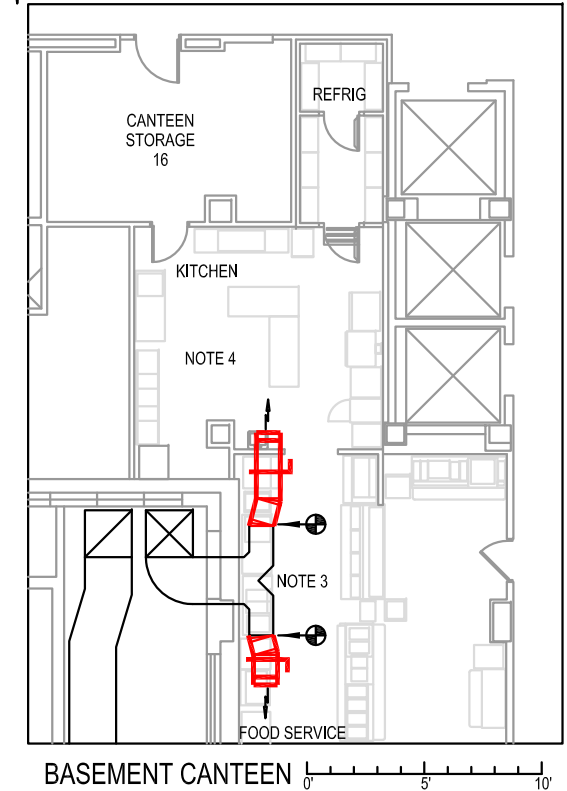 REFRIG
CANTEEN
STORAGE
16
KITCHEN
NOTE 4
NOTE 3
FOOD SERVICE
BASEMENT CANTEEN
0' 5' 10'